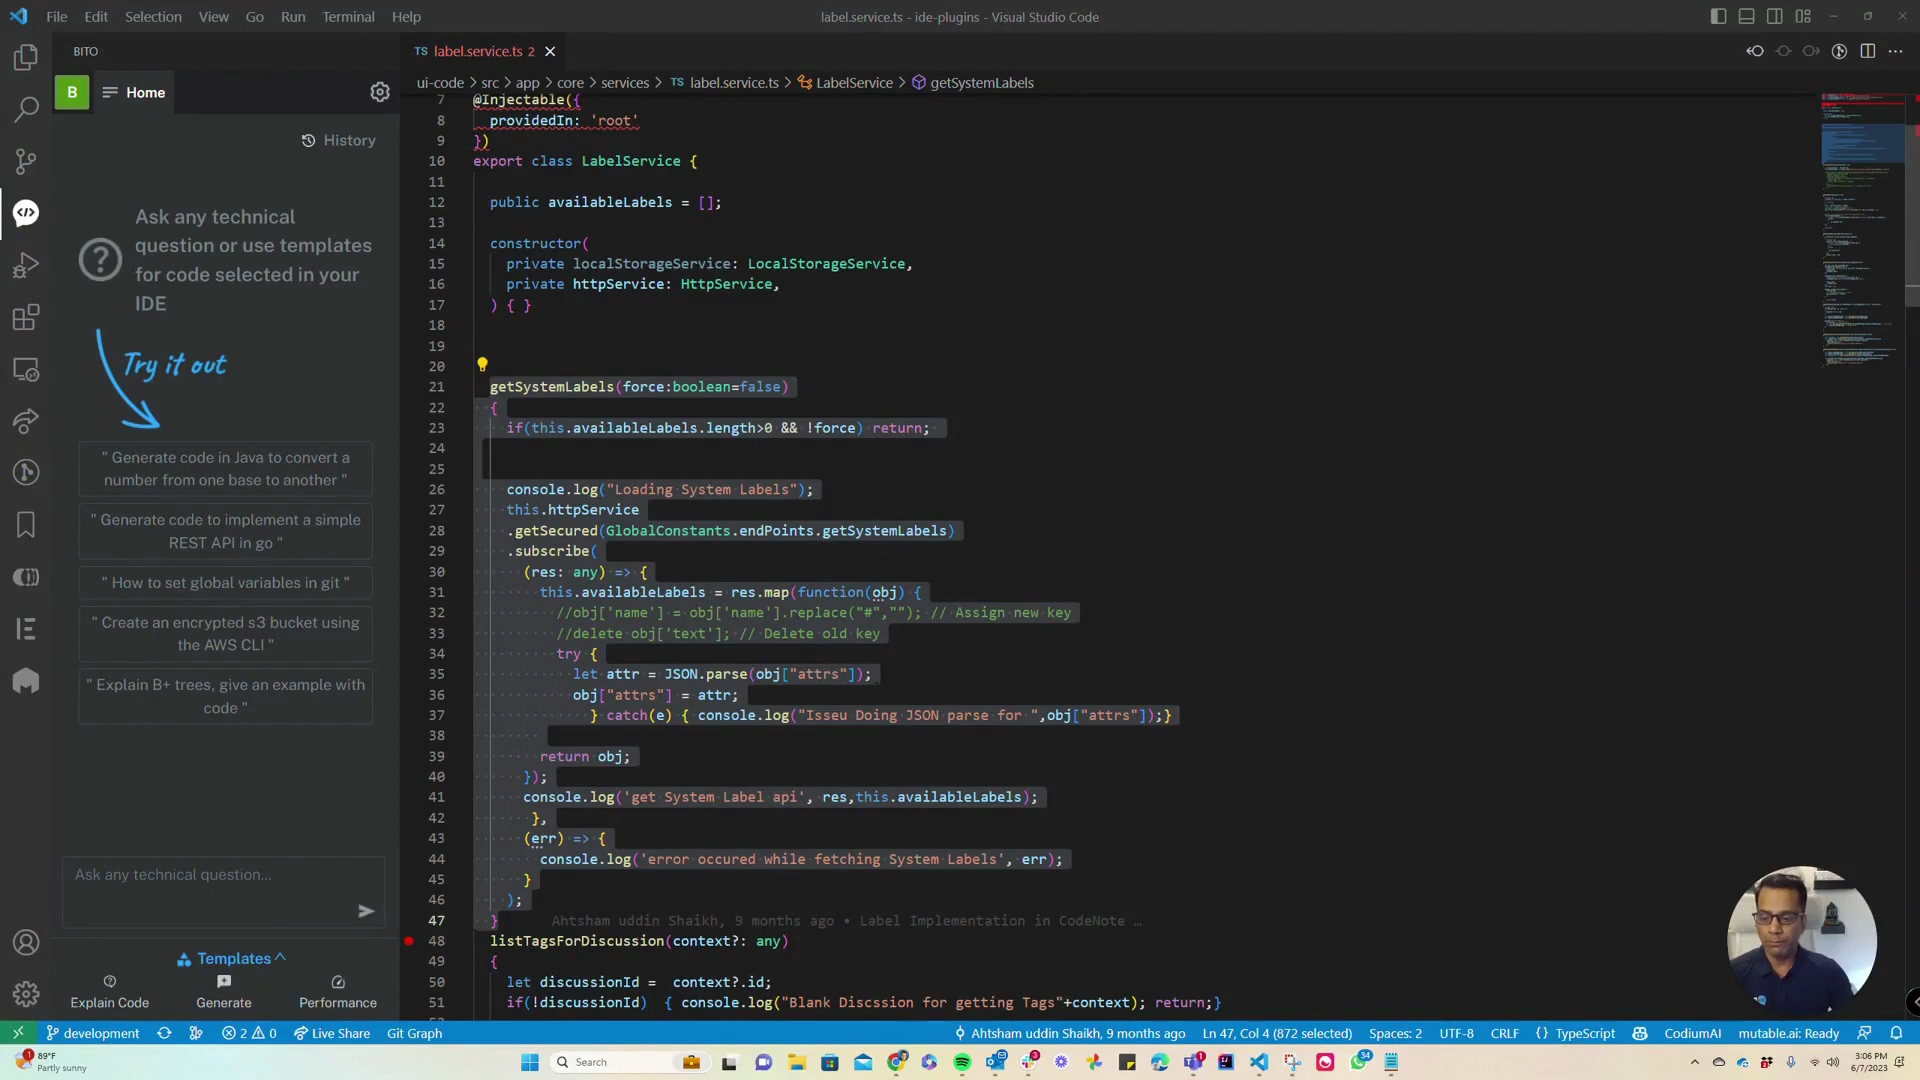 File Edit Selection View Go Run Terminal Help
label.service.ts - ide-plugins - Visual Studio Code
BITO
B Home
History
Ask any technical
question or use templates
for code selected in your
IDE
Try it out
" Generate code in Java to convert a
number from one base to another "
" Generate code to implement a simple
REST API in go "
" How to set global variables in git "
" Create an encrypted s3 bucket using
the AWS CLI "
" Explain B+ trees, give an example with
code "
Ask any technical question...
Templates
Explain Code Generate Performance
TS label.service.ts 2
ui-code > src > app > core > services > TS label.service.ts > LabelService > getSystemLabels
7 @Injectable({
8 providedIn: 'root'
9 })
10 export class LabelService {
11
12 public availableLabels = [];
13
14 constructor(
15 private localStorageService: LocalStorageService,
16 private httpService: HttpService,
17 ) { }
18
19
20
21 getSystemLabels(force:boolean=false)
22 {
23 if(this.availableLabels.length>0 && !force) return;
24
25
26 console.log("Loading System Labels");
27 this.httpService
28 .getSecured(GlobalConstants.endPoints.getSystemLabels)
29 .subscribe(
30 (res: any) => {
31 this.availableLabels = res.map(function(obj) {
32 //obj['name'] = obj['name'].replace("#",""); // Assign new key
33 //delete obj['text']; // Delete old key
34 try {
35 let attr = JSON.parse(obj["attrs"]);
36 obj["attrs"] = attr;
37 } catch(e) { console.log("Isseu Doing JSON parse for ",obj["attrs"]);}
38
39 return obj;
40 });
41 console.log('get System Label api', res,this.availableLabels);
42 },
43 (err) => {
44 console.log('error occured while fetching System Labels', err);
45 }
46 );
47 } Ahtsham uddin Shaikh, 9 months ago • Label Implementation in CodeNote …
48 listTagsForDiscussion(context?: any)
49 {
50 let discussionId = context?.id;
51 if(!discussionId) { console.log("Blank Discssion for getting Tags"+context); return;}
development 2 0 Live Share Git Graph Ahtsham uddin Shaikh, 9 months ago Ln 47, Col 4 (872 selected) Spaces: 2 UTF-8 CRLF {} TypeScript CodiumAI mutable.ai: Ready
1 89°F
Partly sunny
Search
3
1
34
3:06 PM
6/7/2023